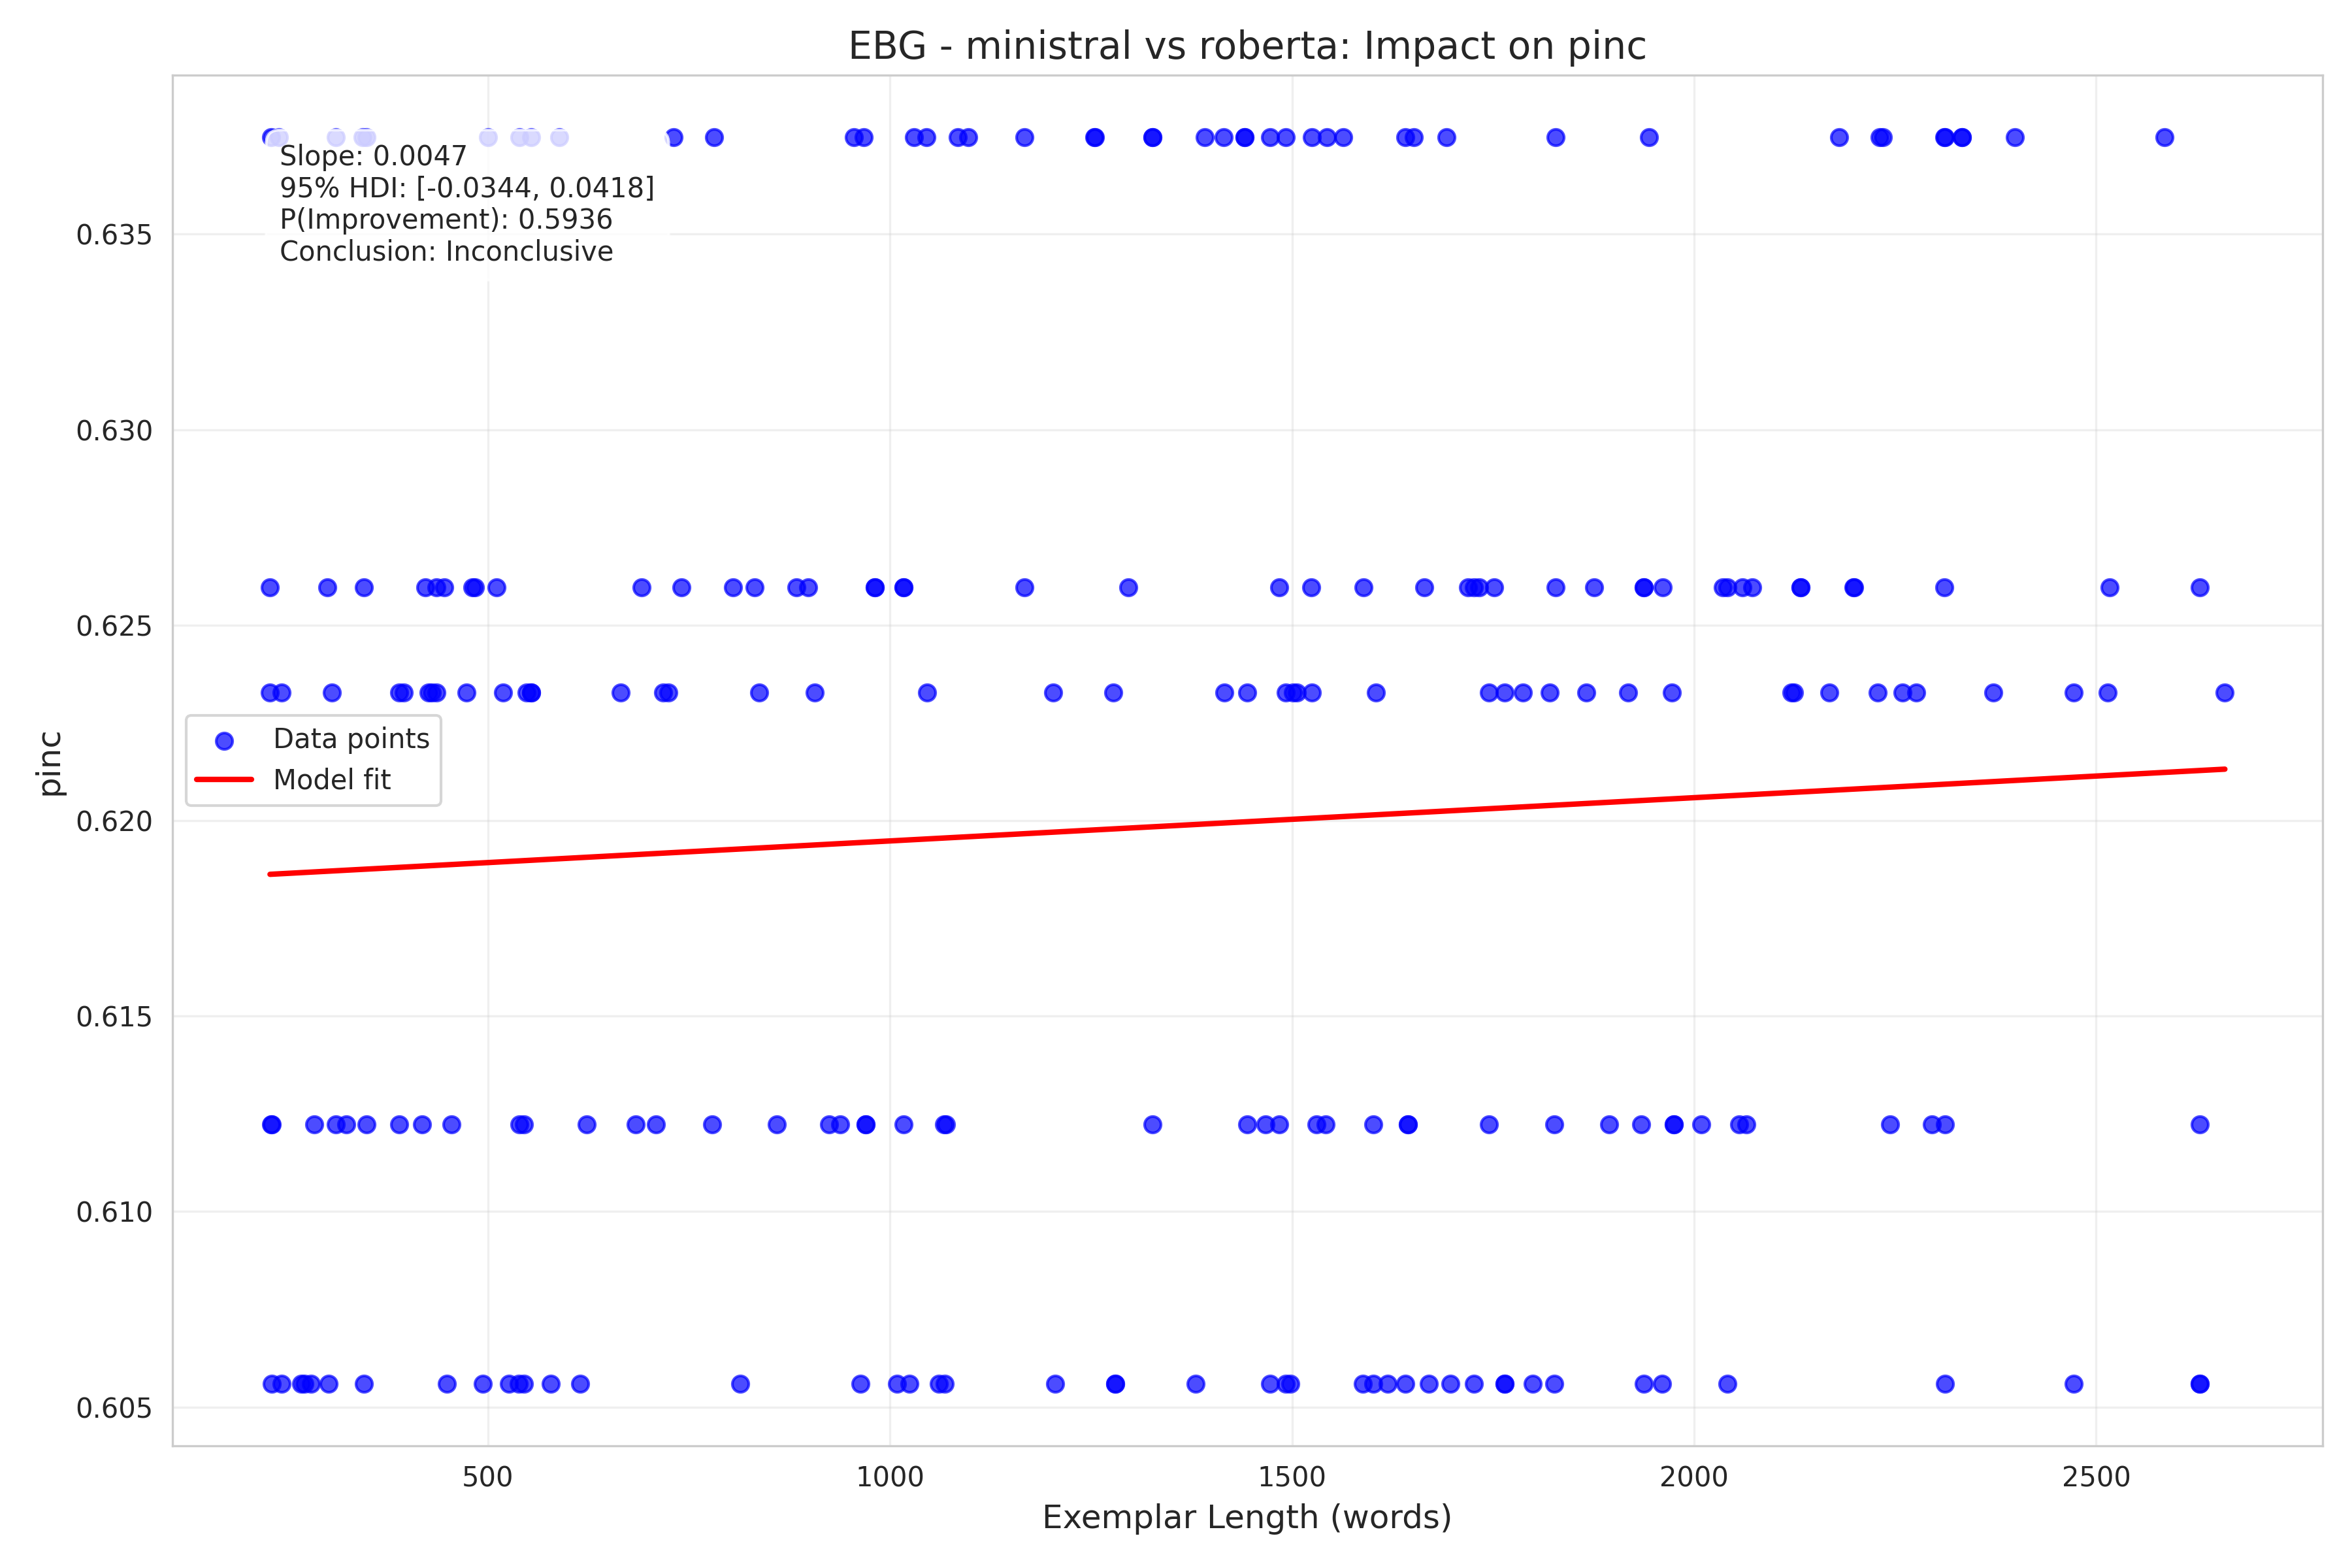 EBG - ministral vs roberta: Impact on pinc
Slope: 0.0047
95% HDI: [-0.0344, 0.0418]
P(Improvement): 0.5936
Conclusion: Inconclusive
0.635
0.630
0.625
0.620
0.615
0.610
0.605
pinc
Data points
Model fit
500
1000
1500
2000
2500
Exemplar Length (words)